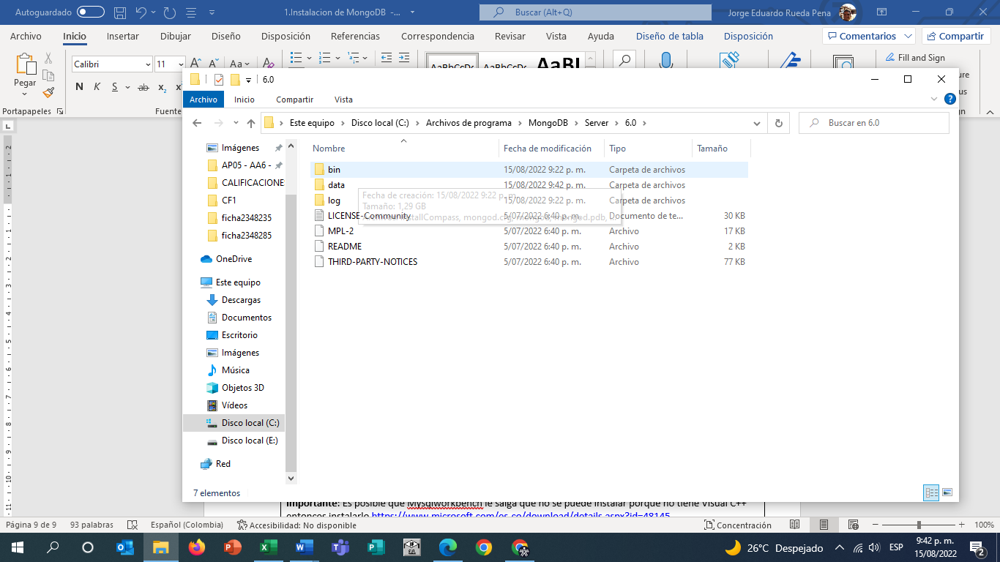 Autoguardado
1.Instalacion de MongoDB -...
Buscar (Alt+Q)
Jorge Eduardo Rueda Pena
Archivo Inicio Insertar Dibujar Diseño Disposición Referencias Correspondencia Revisar Vista Ayuda Diseño de tabla Disposición
Comentarios
Compartir
Pegar
Portapapeles
Calibri 11
Aa
N K S ab x₂
Fuente
AaBbCcDc AaBbCcDc AaBl
Fill and Sign
6.0
Archivo Inicio Compartir Vista
Este equipo > Disco local (C:) > Archivos de programa > MongoDB > Server > 6.0 >
Buscar en 6.0
Imágenes
AP05 - AA6 -
CALIFICACIONE
CF1
ficha2348235
ficha2348285
OneDrive
Este equipo
Descargas
Documentos
Escritorio
Imágenes
Música
Objetos 3D
Vídeos
Disco local (C:)
Disco local (E:)
Red
Nombre Fecha de modificación Tipo Tamaño
bin 15/08/2022 9:22 p. m. Carpeta de archivos
data 15/08/2022 9:42 p. m. Carpeta de archivos
log 15/08/2022 9:22 p. m. Carpeta de archivos
LICENSE-Community 5/07/2022 6:40 p. m. Documento de te... 30 KB
MPL-2 5/07/2022 6:40 p. m. Archivo 17 KB
README 5/07/2022 6:40 p. m. Archivo 2 KB
THIRD-PARTY-NOTICES 5/07/2022 6:40 p. m. Archivo 77 KB
Fecha de creación: 15/08/2022 9:22 p. m.
Tamaño: 1,29 GB
7 elementos
Importante: Es posible que Mysqlworkbench le salga que no se puede instalar porque no tiene Visual C++
entonces instalarlo https://www.microsoft.com/es-co/download/details.aspx?id=48145
Página 9 de 9 93 palabras Español (Colombia) Accesibilidad: No disponible
Concentración
100%
26°C Despejado
ESP
9:42 p. m.
15/08/2022
2